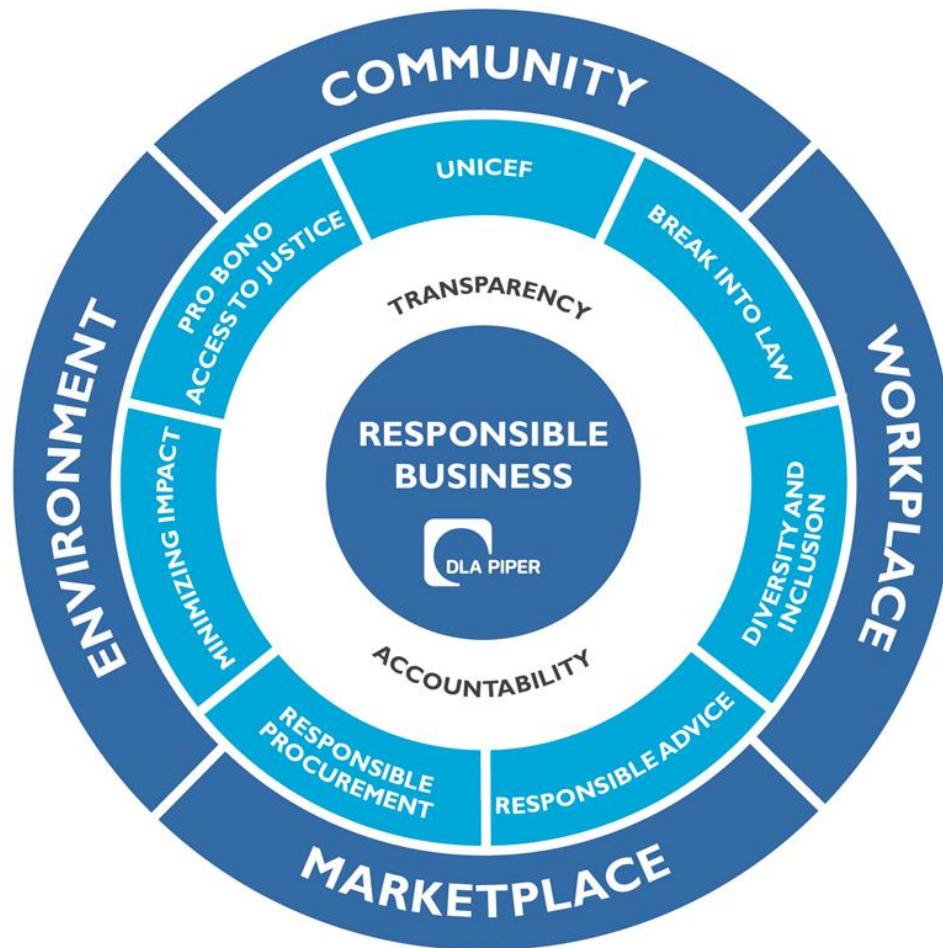 COMMUNITY
WORKPLACE
MARKETPLACE
ENVIRONMENT
UNICEF
BREAK INTO LAW
DIVERSITY AND
INCLUSION
RESPONSIBLE ADVICE
RESPONSIBLE
PROCUREMENT
MINIMIZING IMPACT
PRO BONO
ACCESS TO JUSTICE
TRANSPARENCY
RESPONSIBLE
BUSINESS
DLA PIPER
ACCOUNTABILITY